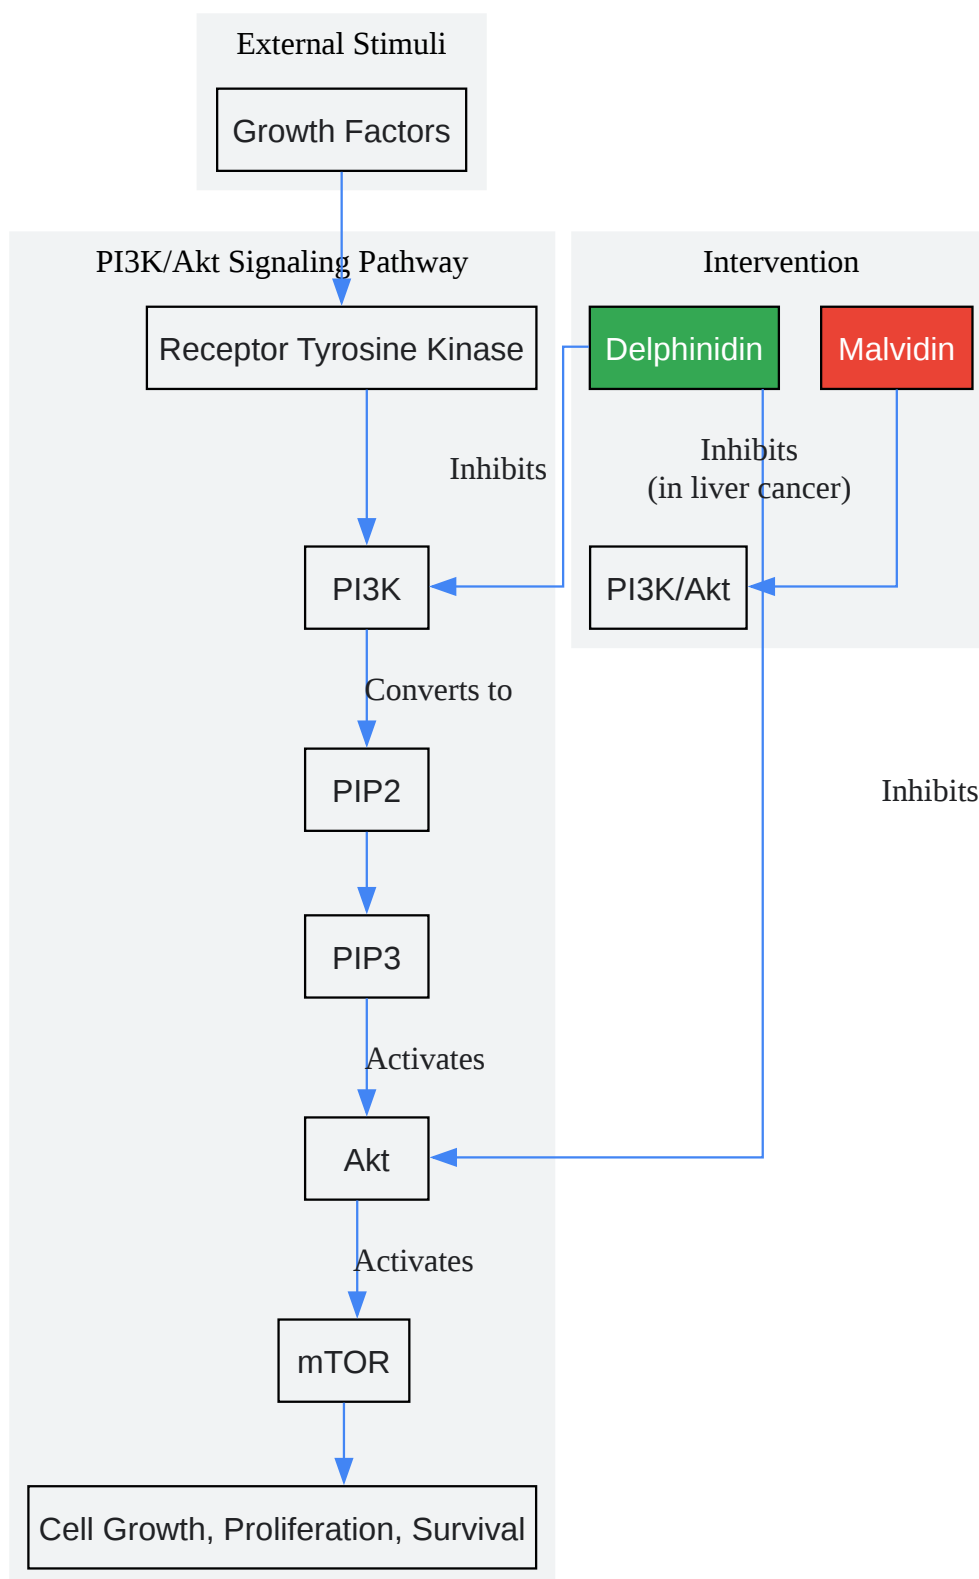 External Stimuli
Growth Factors
PI3K/Akt Signaling Pathway
Intervention
Receptor Tyrosine Kinase
Delphinidin
Malvidin
Inhibits
Inhibits
(in liver cancer)
PI3K
PI3K/Akt
Converts to
PIP2
Inhibits
PIP3
Activates
Akt
Activates
mTOR
Cell Growth, Proliferation, Survival